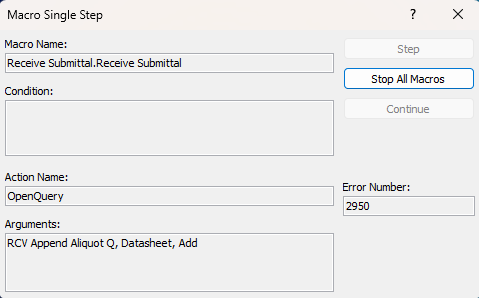 Macro Single Step
?
Macro Name:
Step
Receive Submittal.Receive Submittal
Stop All Macros
Condition:
Continue
Action Name:
Error Number:
OpenQuery
2950
Arguments:
RCV Append Aliquot Q, Datasheet, Add